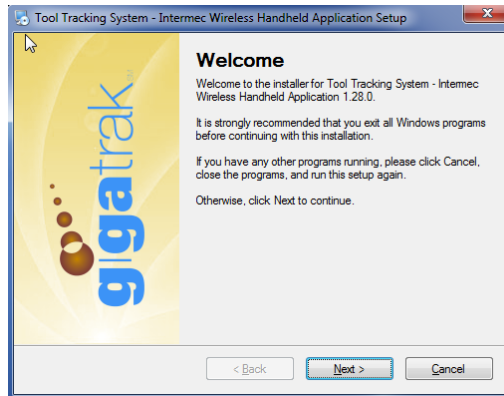 Tool Tracking System - Intermec Wireless Handheld Application Setup
Welcome
Welcome to the installer for Tool Tracking System - Intermec
Wireless Handheld Application 1.28.0.
It is strongly recommended that you exit all Windows programs
before continuing with this installation.
If you have any other programs running, please click Cancel,
close the programs, and run this setup again.
Otherwise, click Next to continue.
gigatrak
< Back
Next >
Cancel